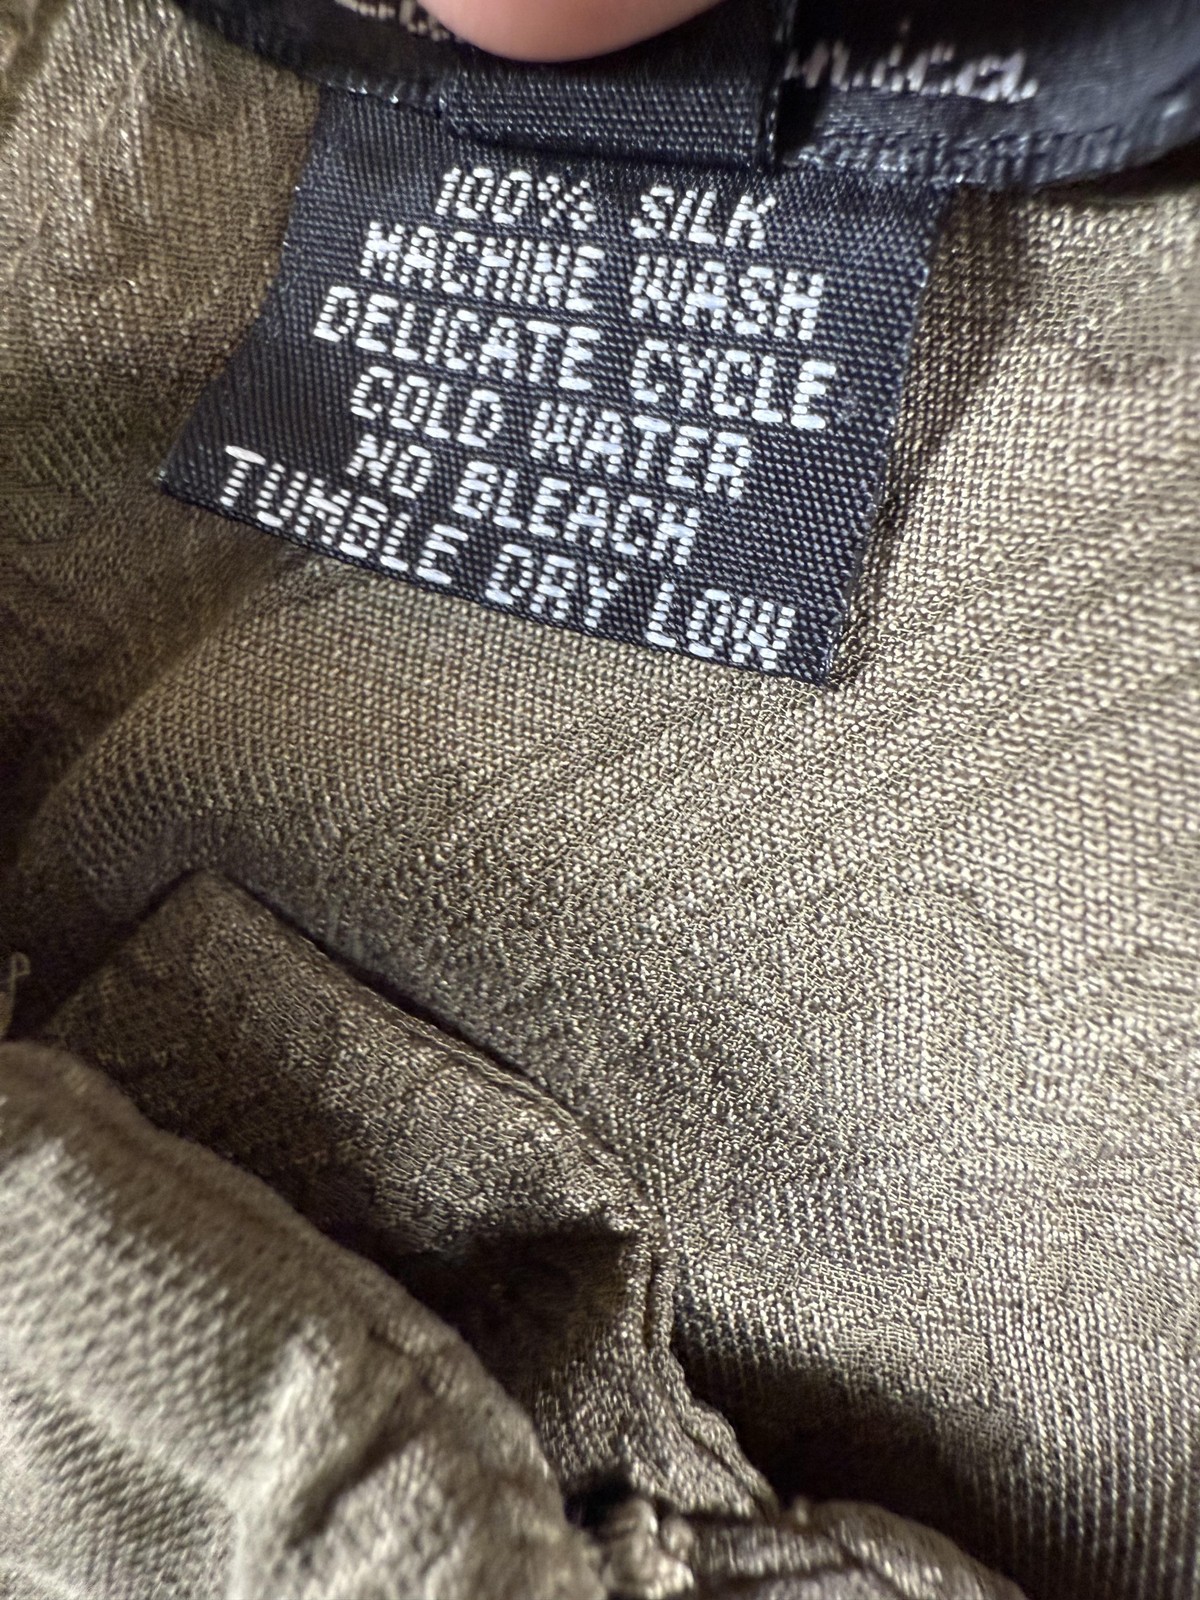 100% SILK
MACHINE WASH
DELICATE CYCLE
COLD WATER
NO BLEACH
TUMBLE DRY LOW